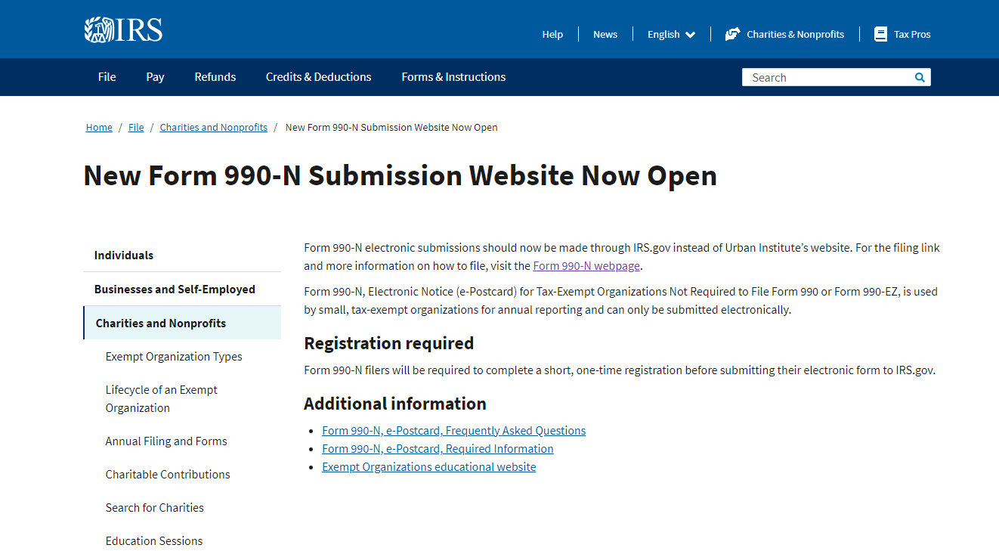 IRS
Help
News
English
Charities & Nonprofits
Tax Pros
File
Pay
Refunds
Credits & Deductions
Forms & Instructions
Search
Home / File / Charities and Nonprofits / New Form 990-N Submission Website Now Open
New Form 990-N Submission Website Now Open
Individuals
Businesses and Self-Employed
Charities and Nonprofits
Exempt Organization Types
Lifecycle of an Exempt
Organization
Annual Filing and Forms
Charitable Contributions
Search for Charities
Education Sessions
Form 990-N electronic submissions should now be made through IRS.gov instead of Urban Institute’s website. For the filing link
and more information on how to file, visit the Form 990-N webpage.
Form 990-N, Electronic Notice (e-Postcard) for Tax-Exempt Organizations Not Required to File Form 990 or Form 990-EZ, is used
by small, tax-exempt organizations for annual reporting and can only be submitted electronically.
Registration required
Form 990-N filers will be required to complete a short, one-time registration before submitting their electronic form to IRS.gov.
Additional information
• Form 990-N, e-Postcard, Frequently Asked Questions
• Form 990-N, e-Postcard, Required Information
• Exempt Organizations educational website